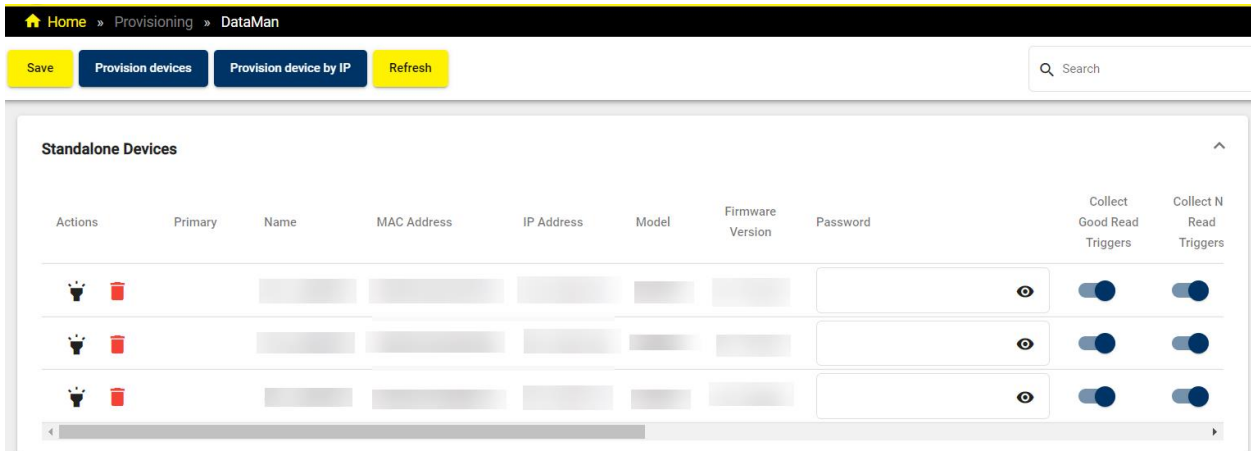 Home » Provisioning » DataMan
Save Provision devices Provision device by IP Refresh Search
Standalone Devices
Actions Primary Name MAC Address IP Address Model Firmware Version Password Collect Good Read Triggers Collect N Read Triggers